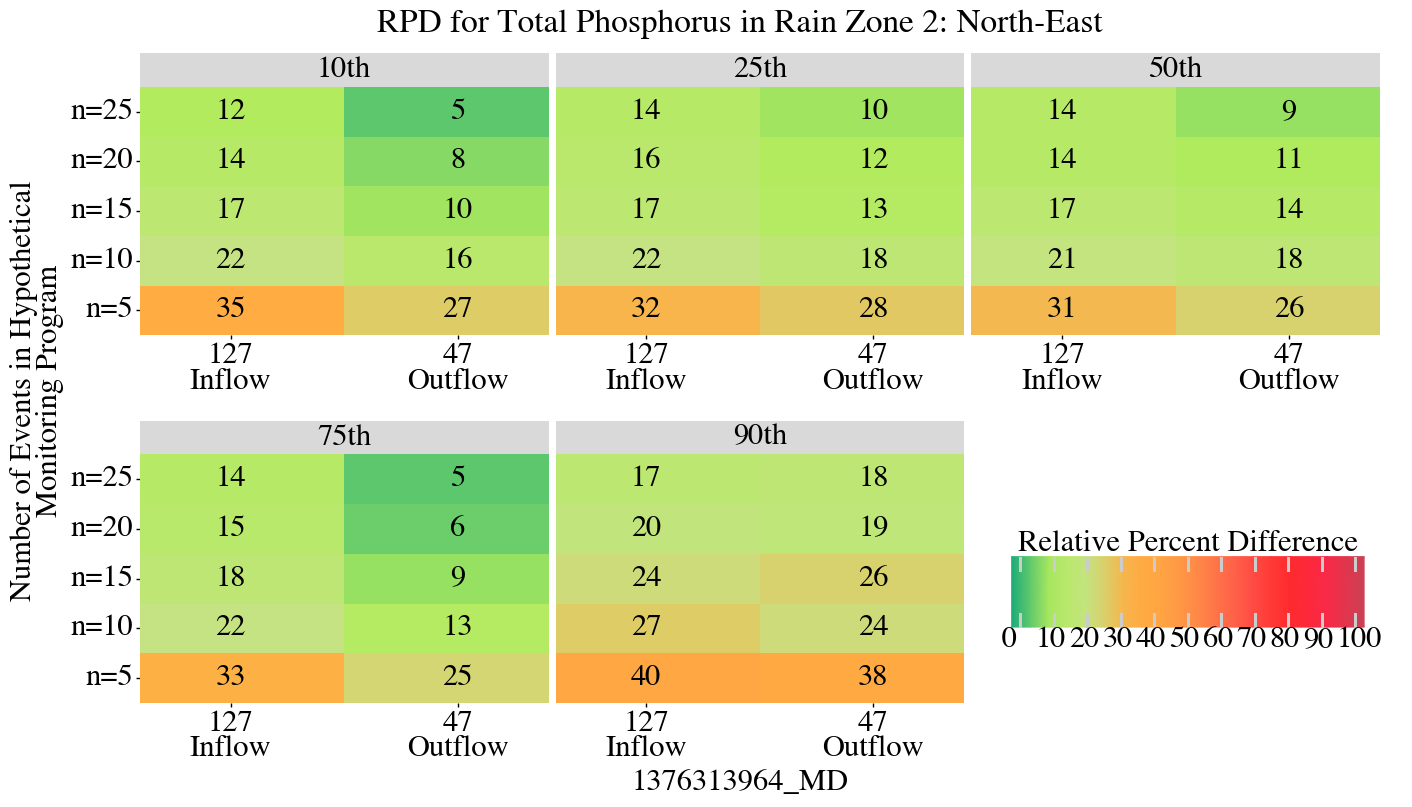 RPD for Total Phosphorus in Rain Zone 2: North-East
Number of Events in Hypothetical
Monitoring Program
10th 25th 50th
n=25 12 5 14 10 14 9
n=20 14 8 16 12 14 11
n=15 17 10 17 13 17 14
n=10 22 16 22 18 21 18
n=5 35 27 32 28 31 26
127 47 127 47 127 47
Inflow Outflow Inflow Outflow Inflow Outflow
75th 90th
n=25 14 5 17 18
n=20 15 6 20 19
n=15 18 9 24 26
n=10 22 13 27 24
n=5 33 25 40 38
127 47 127 47
Inflow Outflow Inflow Outflow
Relative Percent Difference
0 10 20 30 40 50 60 70 80 90 100
1376313964_MD